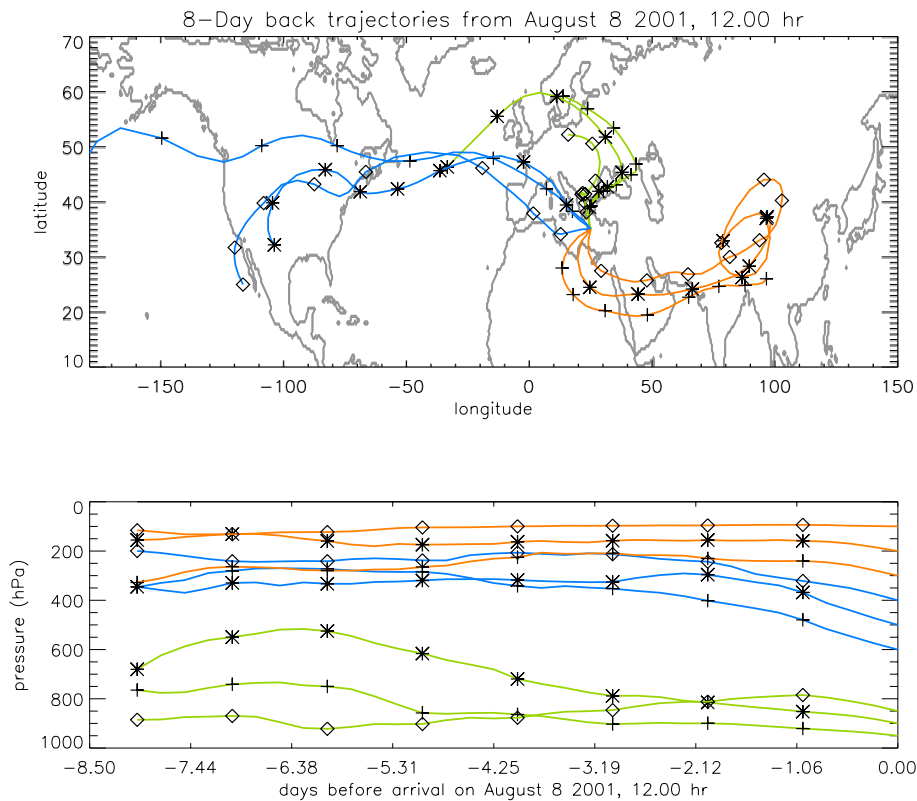 8-Day back trajectories from August 8 2001, 12.00 hr
70
60
50
40
30
20
10
latitude
-150 -100 -50 0 50 100 150
longitude
0
200
400
600
800
1000
pressure (hPa)
-8.50 -7.44 -6.38 -5.31 -4.25 -3.19 -2.12 -1.06 0.00
days before arrival on August 8 2001, 12.00 hr